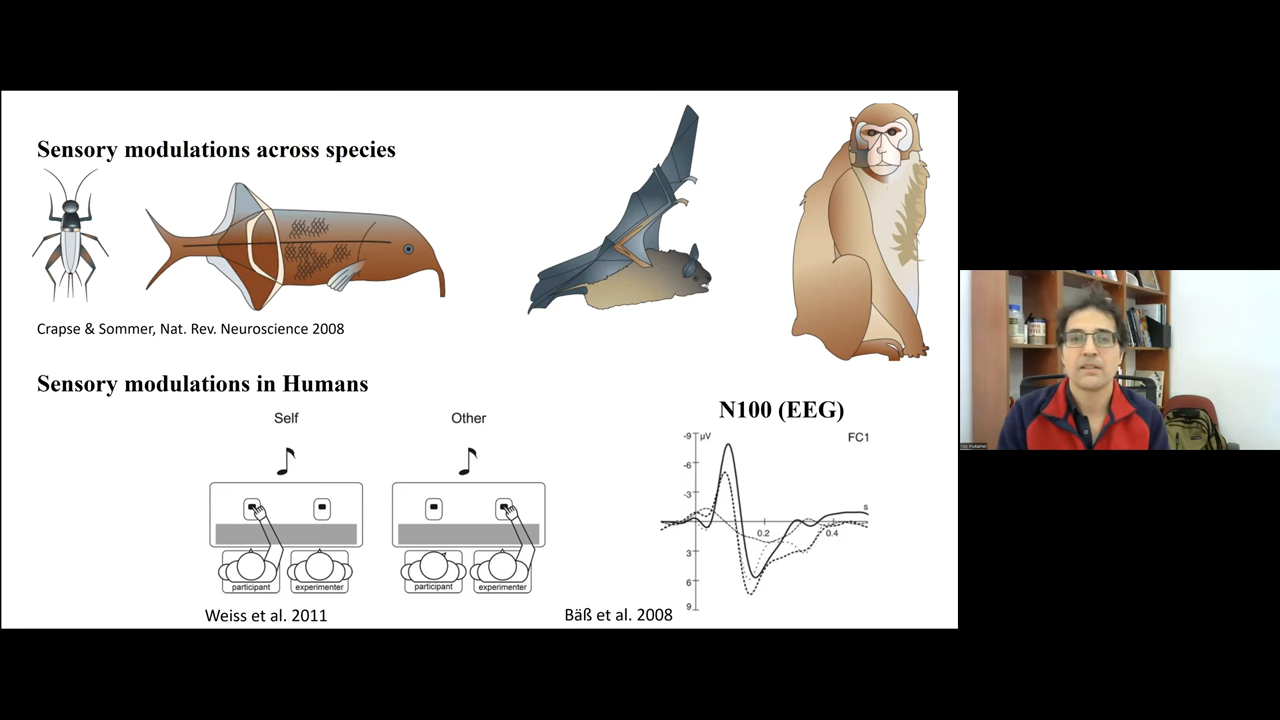 Sensory modulations across species
Crapse & Sommer, Nat. Rev. Neuroscience 2008
Sensory modulations in Humans
Self
Other
participant
experimenter
participant
experimenter
Weiss et al. 2011
N100 (EEG)
-9
µV
FC1
-6
-3
s
0.2
0.4
3
6
9
Bäß et al. 2008